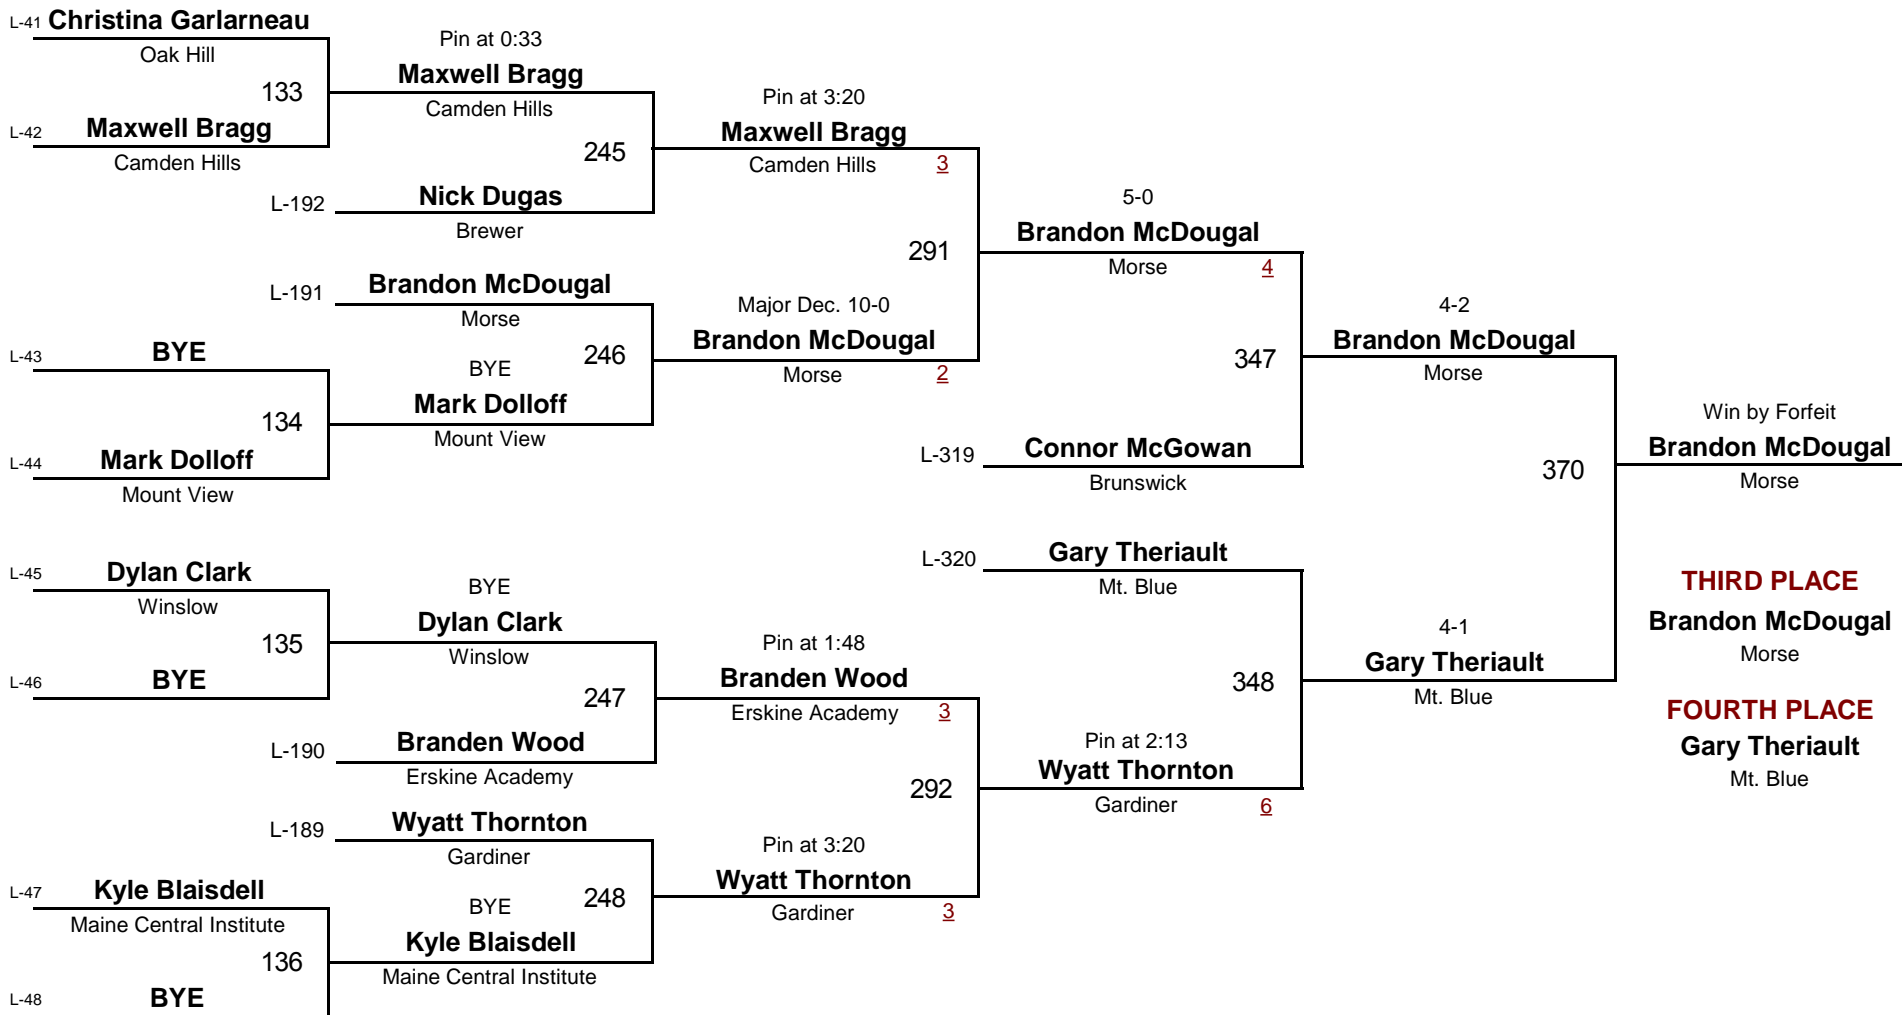 L-41 Christina Garlarneau
Oak Hill
133
L-42 Maxwell Bragg
Camden Hills
Pin at 0:33
Maxwell Bragg
Camden Hills
245
L-192 Nick Dugas
Brewer
Pin at 3:20
Maxwell Bragg
Camden Hills 3
L-191 Brandon McDougal
Morse
246
L-43 BYE
134
L-44 Mark Dolloff
Mount View
BYE
Mark Dolloff
Mount View
Major Dec. 10-0
Brandon McDougal
Morse 2
291
5-0
Brandon McDougal
Morse 4
347
L-319 Connor McGowan
Brunswick
4-2
Brandon McDougal
Morse
370
Win by Forfeit
Brandon McDougal
Morse
L-45 Dylan Clark
Winslow
135
L-46 BYE
BYE
Dylan Clark
Winslow
247
L-190 Branden Wood
Erskine Academy
Pin at 1:48
Branden Wood
Erskine Academy 3
292
L-189 Wyatt Thornton
Gardiner
248
L-47 Kyle Blaisdell
Maine Central Institute
136
L-48 BYE
BYE
Kyle Blaisdell
Maine Central Institute
Pin at 3:20
Wyatt Thornton
Gardiner 3
L-320 Gary Theriault
Mt. Blue
348
Pin at 2:13
Wyatt Thornton
Gardiner 6
4-1
Gary Theriault
Mt. Blue
THIRD PLACE
Brandon McDougal
Morse
FOURTH PLACE
Gary Theriault
Mt. Blue